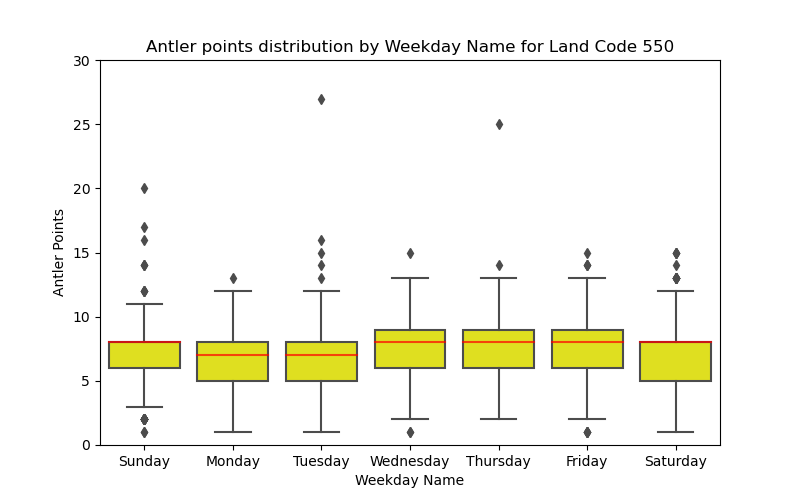 Antler points distribution by Weekday Name for Land Code 550
30
25
20
15
10
5
0
Antler Points
Sunday Monday Tuesday Wednesday Thursday Friday Saturday
Weekday Name